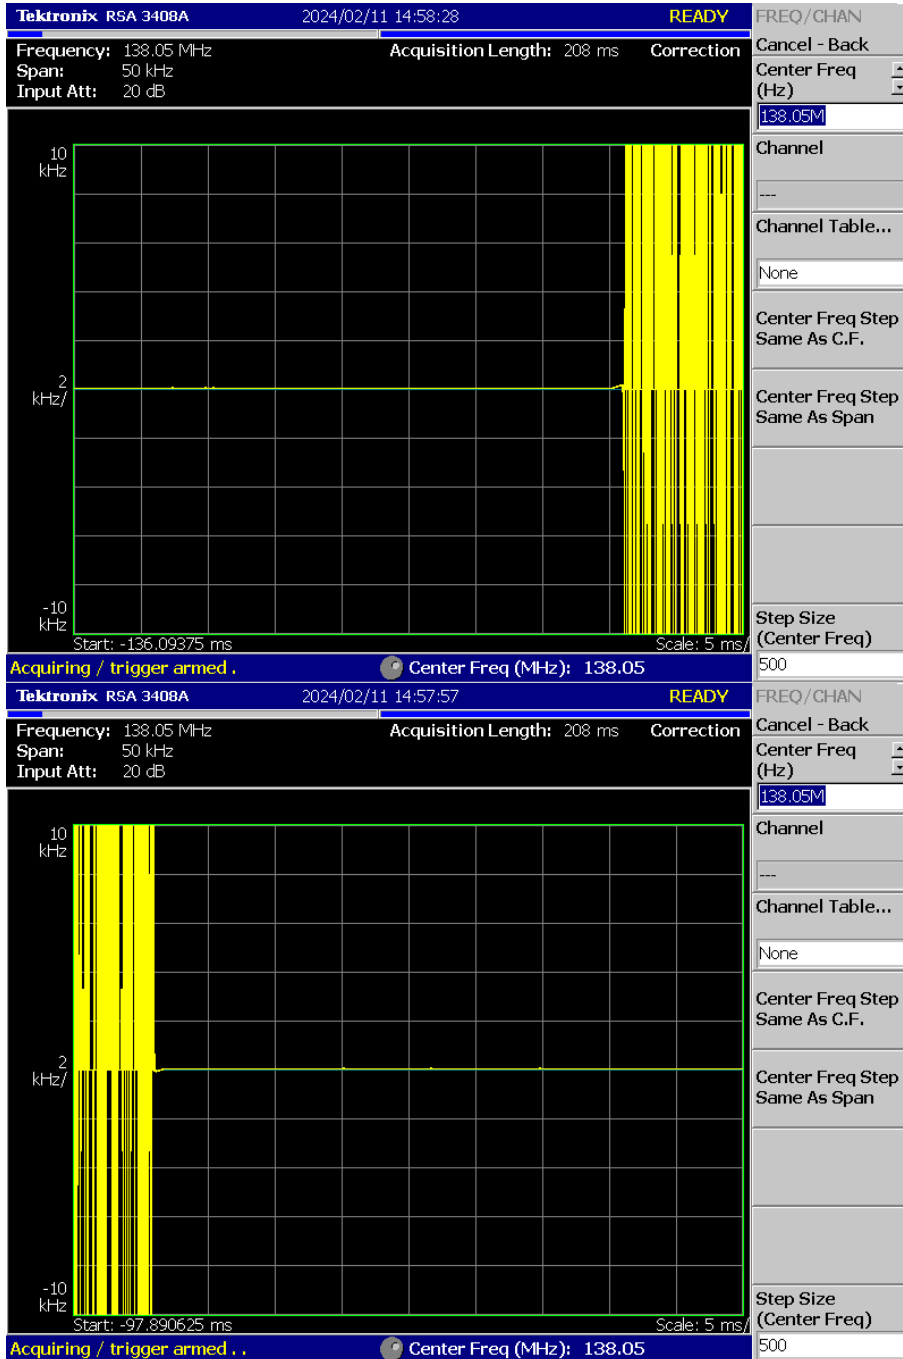 Tektronix RSA 3408A 2024/02/11 14:58:28 READY FREQ/CHAN
Frequency: 138.05 MHz Acquisition Length: 208 ms Correction
Span: 50 kHz
Input Att: 20 dB
Cancel - Back
Center Freq
(Hz)
138.05M
Channel
---
Channel Table...
None
Center Freq Step
Same As C.F.
Center Freq Step
Same As Span
Step Size
(Center Freq)
500
10
kHz
2
kHz/
-10
kHz
Start: -136.09375 ms Scale: 5 ms/
Acquiring / trigger armed . Center Freq (MHz): 138.05
Tektronix RSA 3408A 2024/02/11 14:57:57 READY FREQ/CHAN
Frequency: 138.05 MHz Acquisition Length: 208 ms Correction
Span: 50 kHz
Input Att: 20 dB
Cancel - Back
Center Freq
(Hz)
138.05M
Channel
---
Channel Table...
None
Center Freq Step
Same As C.F.
Center Freq Step
Same As Span
Step Size
(Center Freq)
500
10
kHz
2
kHz/
-10
kHz
Start: -97.890625 ms Scale: 5 ms/
Acquiring / trigger armed . . Center Freq (MHz): 138.05